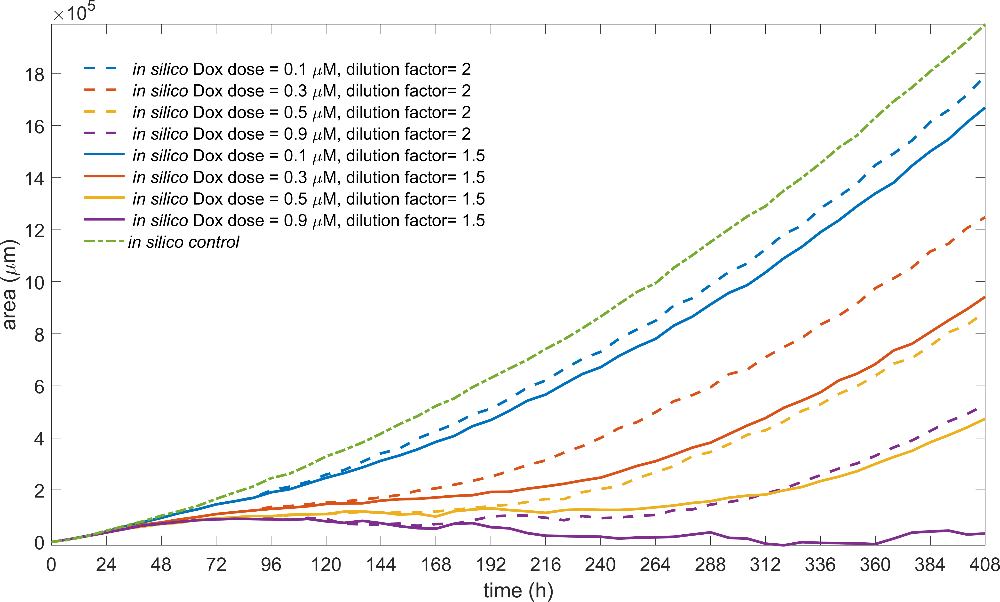 ×10⁵
18
16
14
12
10
8
6
4
2
0
area (μm)
in silico Dox dose = 0.1 μM, dilution factor= 2
in silico Dox dose = 0.3 μM, dilution factor= 2
in silico Dox dose = 0.5 μM, dilution factor= 2
in silico Dox dose = 0.9 μM, dilution factor= 2
in silico Dox dose = 0.1 μM, dilution factor= 1.5
in silico Dox dose = 0.3 μM, dilution factor= 1.5
in silico Dox dose = 0.5 μM, dilution factor= 1.5
in silico Dox dose = 0.9 μM, dilution factor= 1.5
in silico control
0 24 48 72 96 120 144 168 192 216 240 264 288 312 336 360 384 408
time (h)